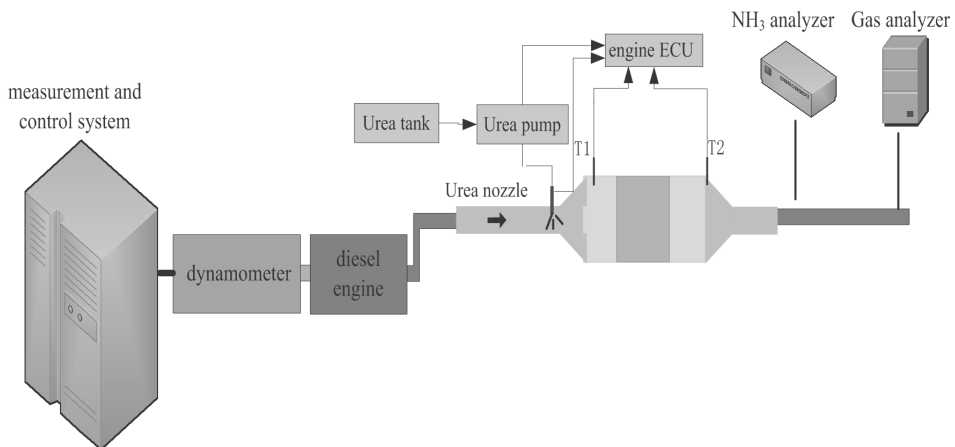 NH₃ analyzer
Gas analyzer
measurement and
control system
engine ECU
Urea tank
Urea pump
T1
T2
Urea nozzle
dynamometer
diesel
engine